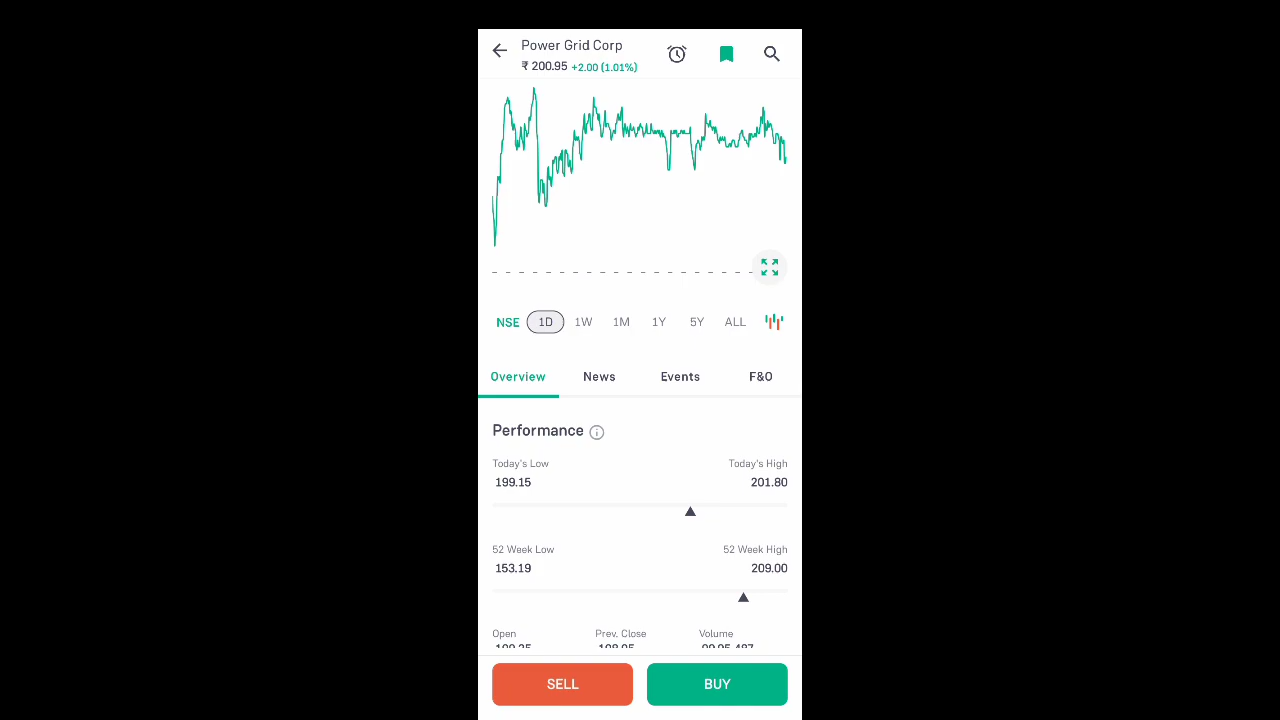 Power Grid Corp
₹ 200.95 +2.00 (1.01%)
NSE 1D 1W 1M 1Y 5Y ALL
Overview News Events F&O
Performance
Today's Low Today's High
199.15 201.80
52 Week Low 52 Week High
153.19 209.00
Open Prev. Close Volume
SELL BUY